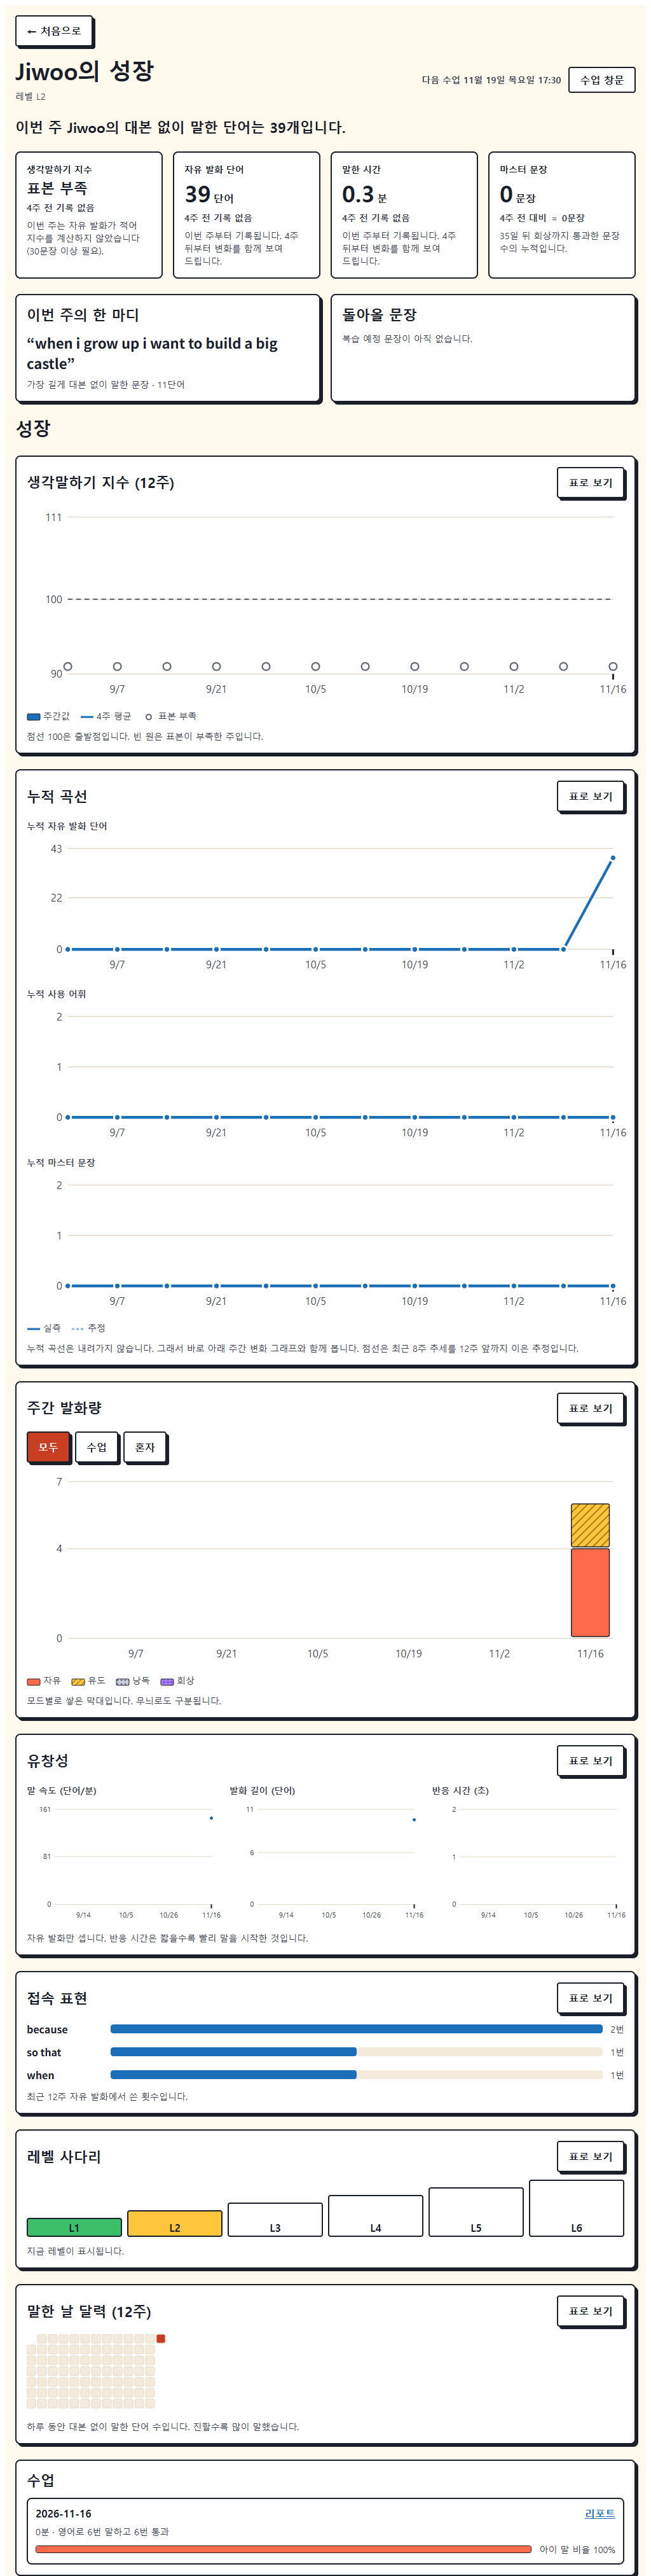 ← 처음으로
Jiwoo의 성장
레벨 L2
다음 수업 11월 19일 목요일 17:30
수업 창문
이번 주 Jiwoo의 대본 없이 말한 단어는 39개입니다.
생각말하기 지수
표본 부족
4주 전 기록 없음
이번 주는 자유 발화가 적어
지수를 계산하지 않았습니다
(30문장 이상 필요).
자유 발화 단어
39 단어
4주 전 기록 없음
이번 주부터 기록됩니다. 4주
뒤부터 변화를 함께 보여
드립니다.
말한 시간
0.3 분
4주 전 기록 없음
이번 주부터 기록됩니다. 4주
뒤부터 변화를 함께 보여
드립니다.
마스터 문장
0 문장
4주 전 대비 = 0문장
35일 뒤 회상까지 통과한 문장
수의 누적입니다.
이번 주의 한 마디
“when i grow up i want to build a big
castle”
가장 길게 대본 없이 말한 문장 · 11단어
돌아올 문장
복습 예정 문장이 아직 없습니다.
성장
생각말하기 지수 (12주)
표로 보기
111
100
90
9/7 9/21 10/5 10/19 11/2 11/16
주간값 4주 평균 표본 부족
점선 100은 출발점입니다. 빈 원은 표본이 부족한 주입니다.
누적 곡선
표로 보기
누적 자유 발화 단어
43
22
0
9/7 9/21 10/5 10/19 11/2 11/16
누적 사용 어휘
2
1
0
9/7 9/21 10/5 10/19 11/2 11/16
누적 마스터 문장
2
1
0
9/7 9/21 10/5 10/19 11/2 11/16
실측 추정
누적 곡선은 내려가지 않습니다. 그래서 바로 아래 주간 변화 그래프와 함께 봅니다. 점선은 최근 8주 추세를 12주 앞까지 이은 추정입니다.
주간 발화량
표로 보기
모두 수업 혼자
7
4
0
9/7 9/21 10/5 10/19 11/2 11/16
자유 유도 낭독 회상
모드별로 쌓은 막대입니다. 무늬로도 구분됩니다.
유창성
표로 보기
말 속도 (단어/분)
161
81
0
9/14 10/5 10/26 11/16
발화 길이 (단어)
11
6
0
9/14 10/5 10/26 11/16
반응 시간 (초)
2
1
0
9/14 10/5 10/26 11/16
자유 발화만 셉니다. 반응 시간은 짧을수록 빨리 말을 시작한 것입니다.
접속 표현
표로 보기
because 2번
so that 1번
when 1번
최근 12주 자유 발화에서 쓴 횟수입니다.
레벨 사다리
표로 보기
L1 L2 L3 L4 L5 L6
지금 레벨이 표시됩니다.
말한 날 달력 (12주)
표로 보기
하루 동안 대본 없이 말한 단어 수입니다. 진할수록 많이 말했습니다.
수업
2026-11-16
리포트
0분 · 영어로 6번 말하고 6번 통과
아이 말 비율 100%